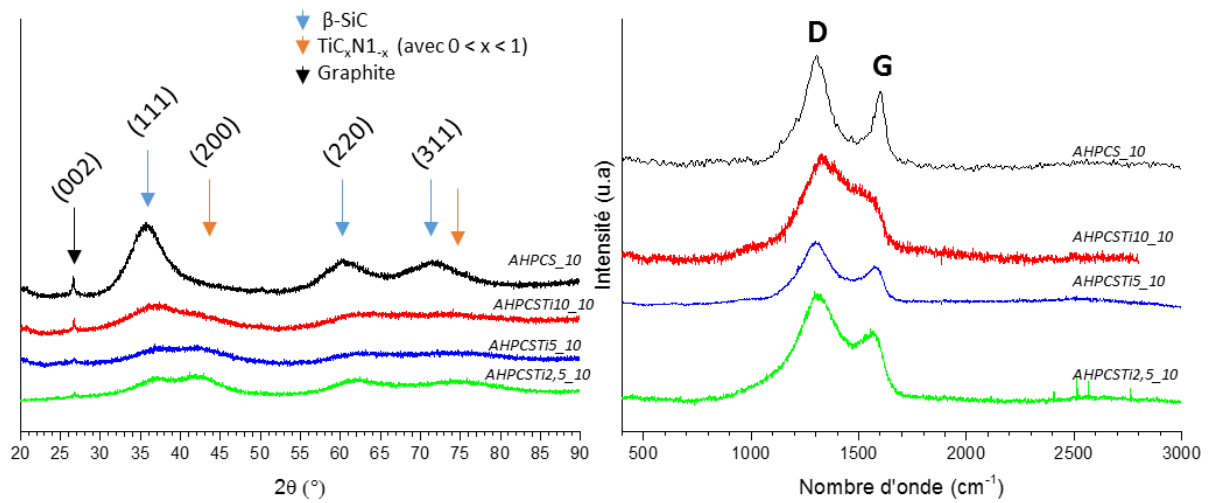 β-SiC
TiCxN1-x (avec 0 < x < 1)
Graphite
(002)
(111)
(200)
(220)
(311)
AHPCS_10
AHPCSTi10_10
AHPCSTi5_10
AHPCSTi2,5_10
20 25 30 35 40 45 50 55 60 65 70 75 80 85 90
2θ (°)
D
G
Intensité (u.a)
AHPCS_10
AHPCSTi10_10
AHPCSTi5_10
AHPCSTi2,5_10
500 1000 1500 2000 2500 3000
Nombre d'onde (cm⁻¹)